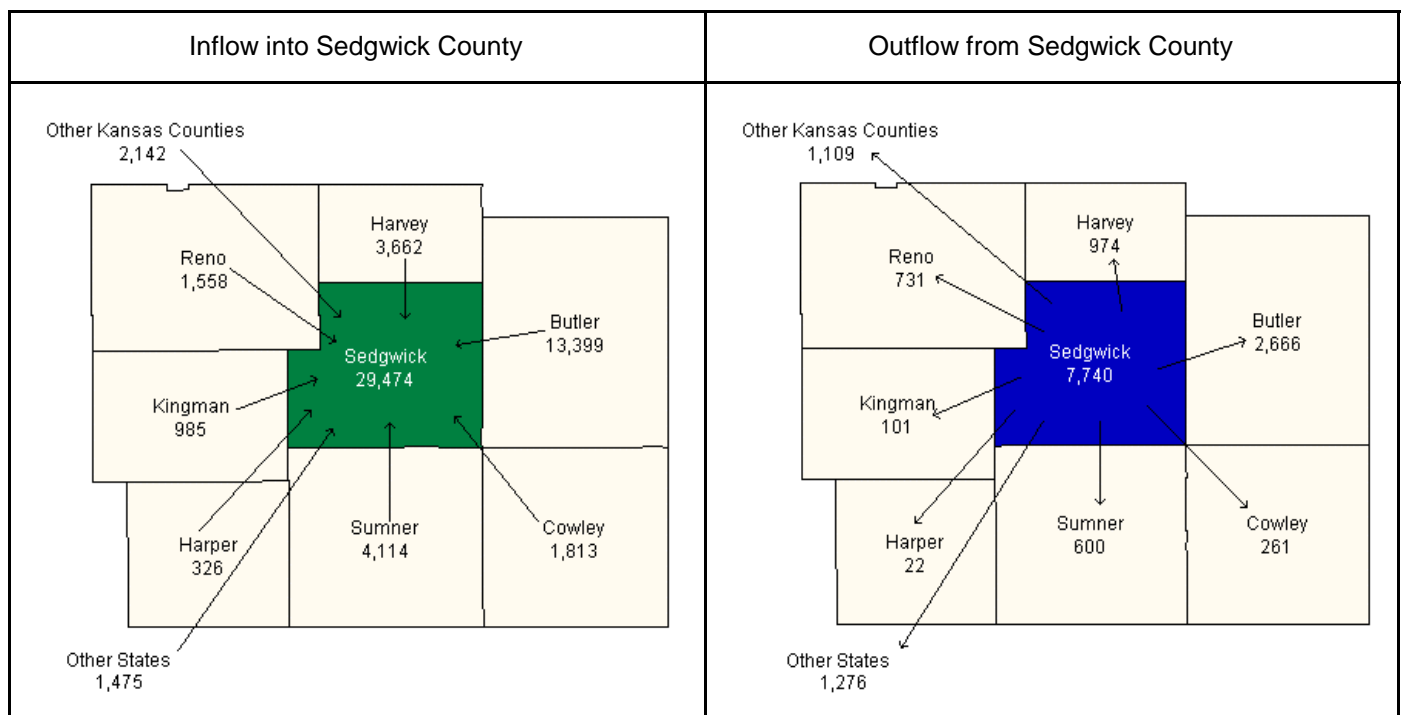 Inflow into Sedgwick County
Outflow from Sedgwick County
Other Kansas Counties
2,142
Harvey
3,662
Reno
1,558
Butler
13,399
Sedgwick
29,474
Kingman
985
Sumner
4,114
Cowley
1,813
Harper
326
Other States
1,475
Other Kansas Counties
1,109
Harvey
974
Reno
731
Butler
2,666
Sedgwick
7,740
Kingman
101
Sumner
600
Cowley
261
Harper
22
Other States
1,276